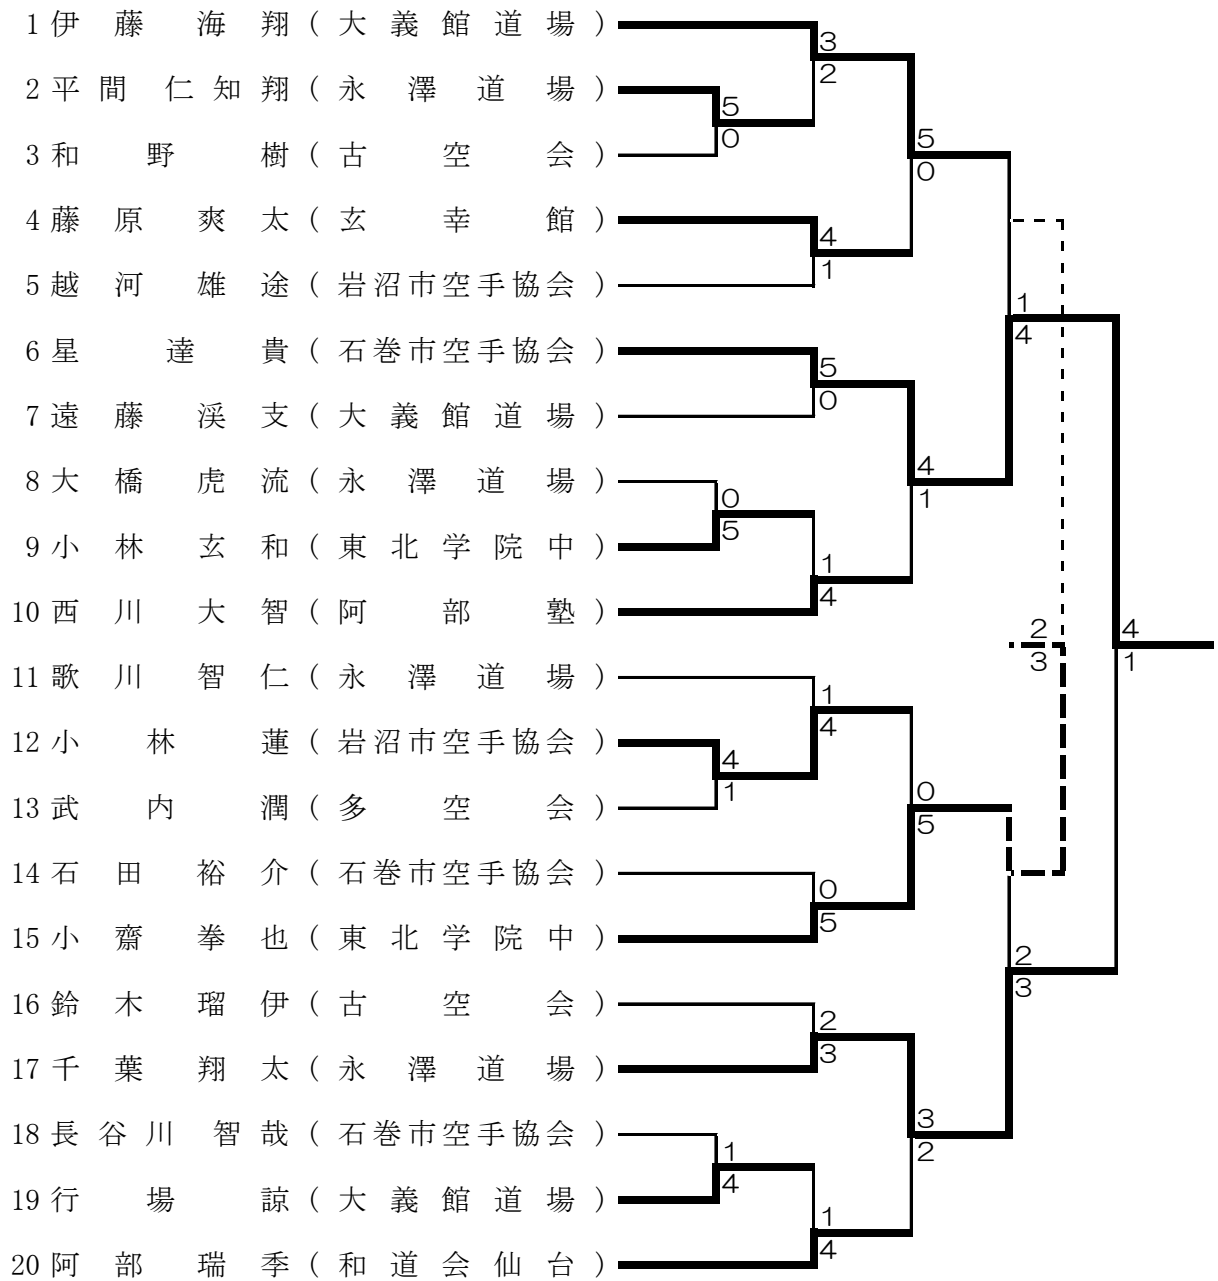 1 伊藤海翔(大義館道場)
3
2
2 平間仁知翔(永澤道場)
5
0
3 和野樹(古空会)
5
0
4 藤原爽太(玄幸館)
4
1
5 越河雄途(岩沼市空手協会)
1
4
6 星達貴(石巻市空手協会)
5
0
7 遠藤渓支(大義館道場)
4
1
8 大橋虎流(永澤道場)
0
5
9 小林玄和(東北学院中)
1
4
10 西川大智(阿部塾)
2
3
4
1
11 歌川智仁(永澤道場)
1
4
12 小林蓮(岩沼市空手協会)
4
1
13 武内潤(多空会)
0
5
14 石田裕介(石巻市空手協会)
0
5
15 小齋拳也(東北学院中)
2
3
16 鈴木瑠伊(古空会)
2
3
17 千葉翔太(永澤道場)
3
2
18 長谷川智哉(石巻市空手協会)
1
4
19 行場諒(大義館道場)
1
4
20 阿部瑞季(和道会仙台)